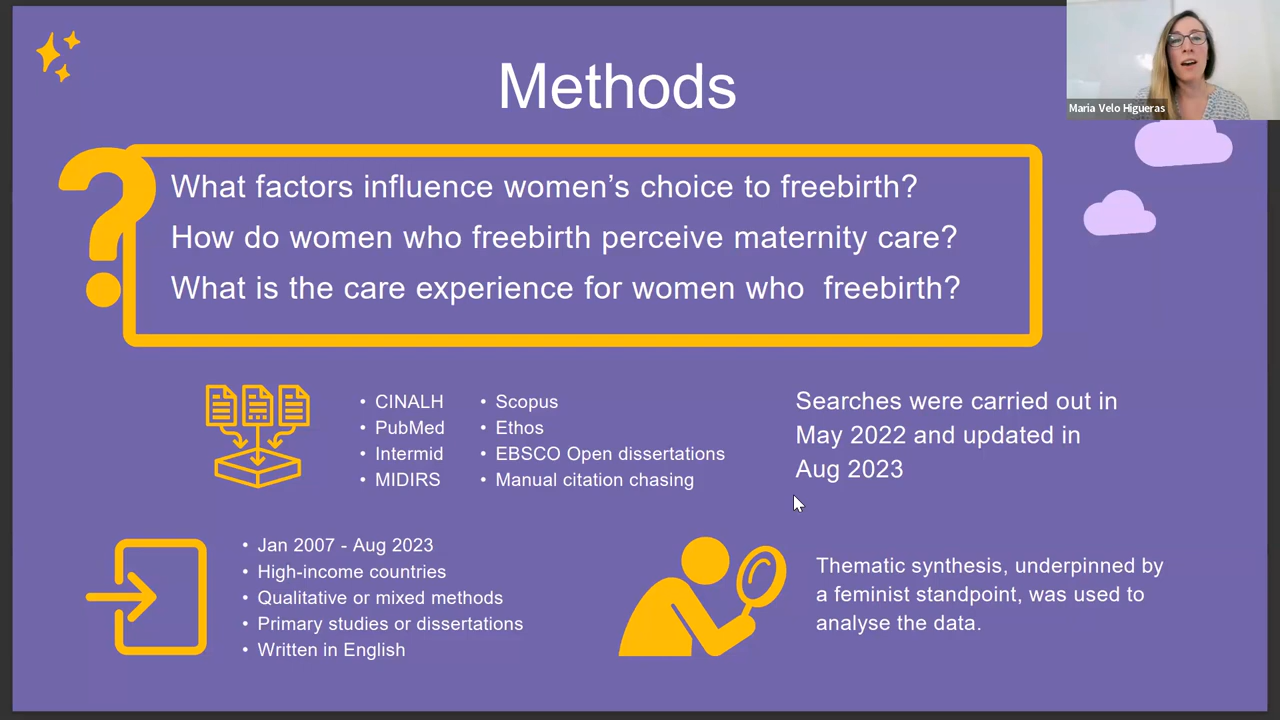 Methods
Maria Velo Higueras
What factors influence women’s choice to freebirth?
How do women who freebirth perceive maternity care?
What is the care experience for women who  freebirth?
• CINALH
• PubMed
• Intermid
• MIDIRS
• Scopus
• Ethos
• EBSCO Open dissertations
• Manual citation chasing
Searches were carried out in
May 2022 and updated in
Aug 2023
• Jan 2007 - Aug 2023
• High-income countries
• Qualitative or mixed methods
• Primary studies or dissertations
• Written in English
Thematic synthesis, underpinned by
a feminist standpoint, was used to
analyse the data.